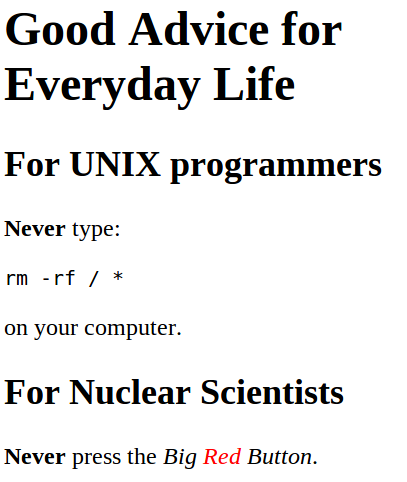 Good Advice for
Everyday Life
For UNIX programmers
Never type:
rm -rf / *
on your computer.
For Nuclear Scientists
Never press the Big Red Button.